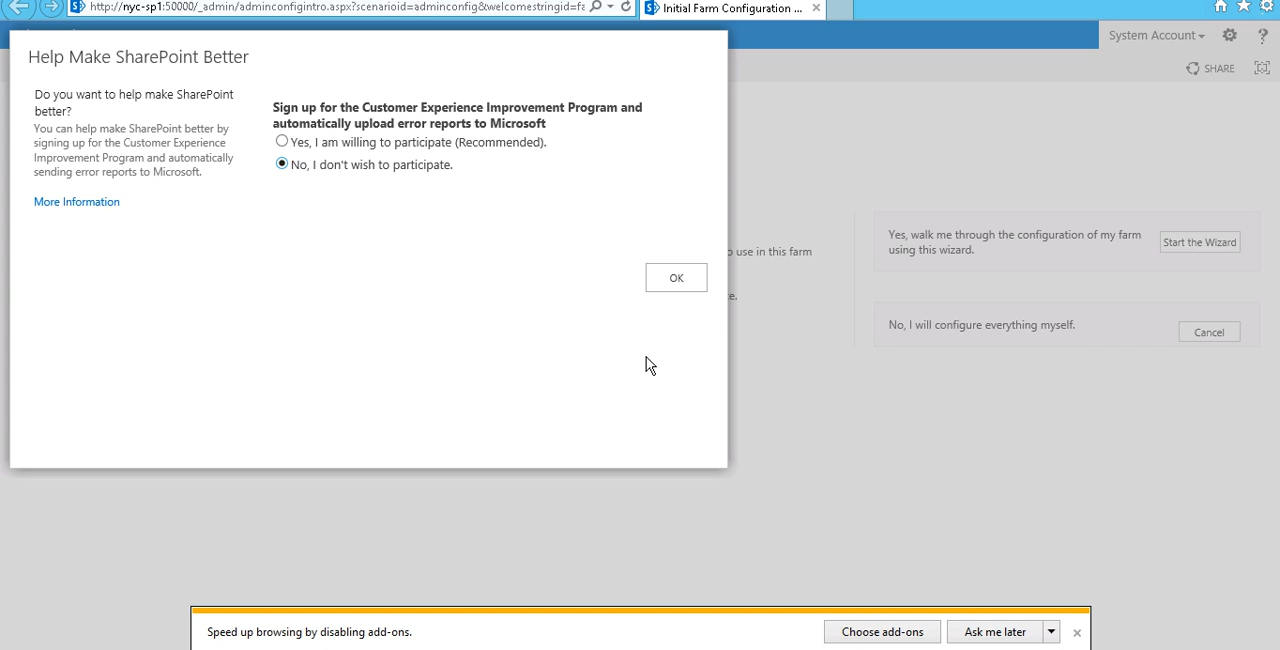 http://nyc-sp1:50000/_admin/adminconfigintro.aspx?scenarioid=adminconfig&welcomestringid=fa
Initial Farm Configuration ...
System Account
SHARE
Help Make SharePoint Better
Do you want to help make SharePoint
better?
You can help make SharePoint better by
signing up for the Customer Experience
Improvement Program and automatically
sending error reports to Microsoft.
More Information
Sign up for the Customer Experience Improvement Program and
automatically upload error reports to Microsoft
Yes, I am willing to participate (Recommended).
No, I don't wish to participate.
OK
use in this farm
Yes, walk me through the configuration of my farm
using this wizard.
Start the Wizard
No, I will configure everything myself.
Cancel
Speed up browsing by disabling add-ons.
Choose add-ons
Ask me later